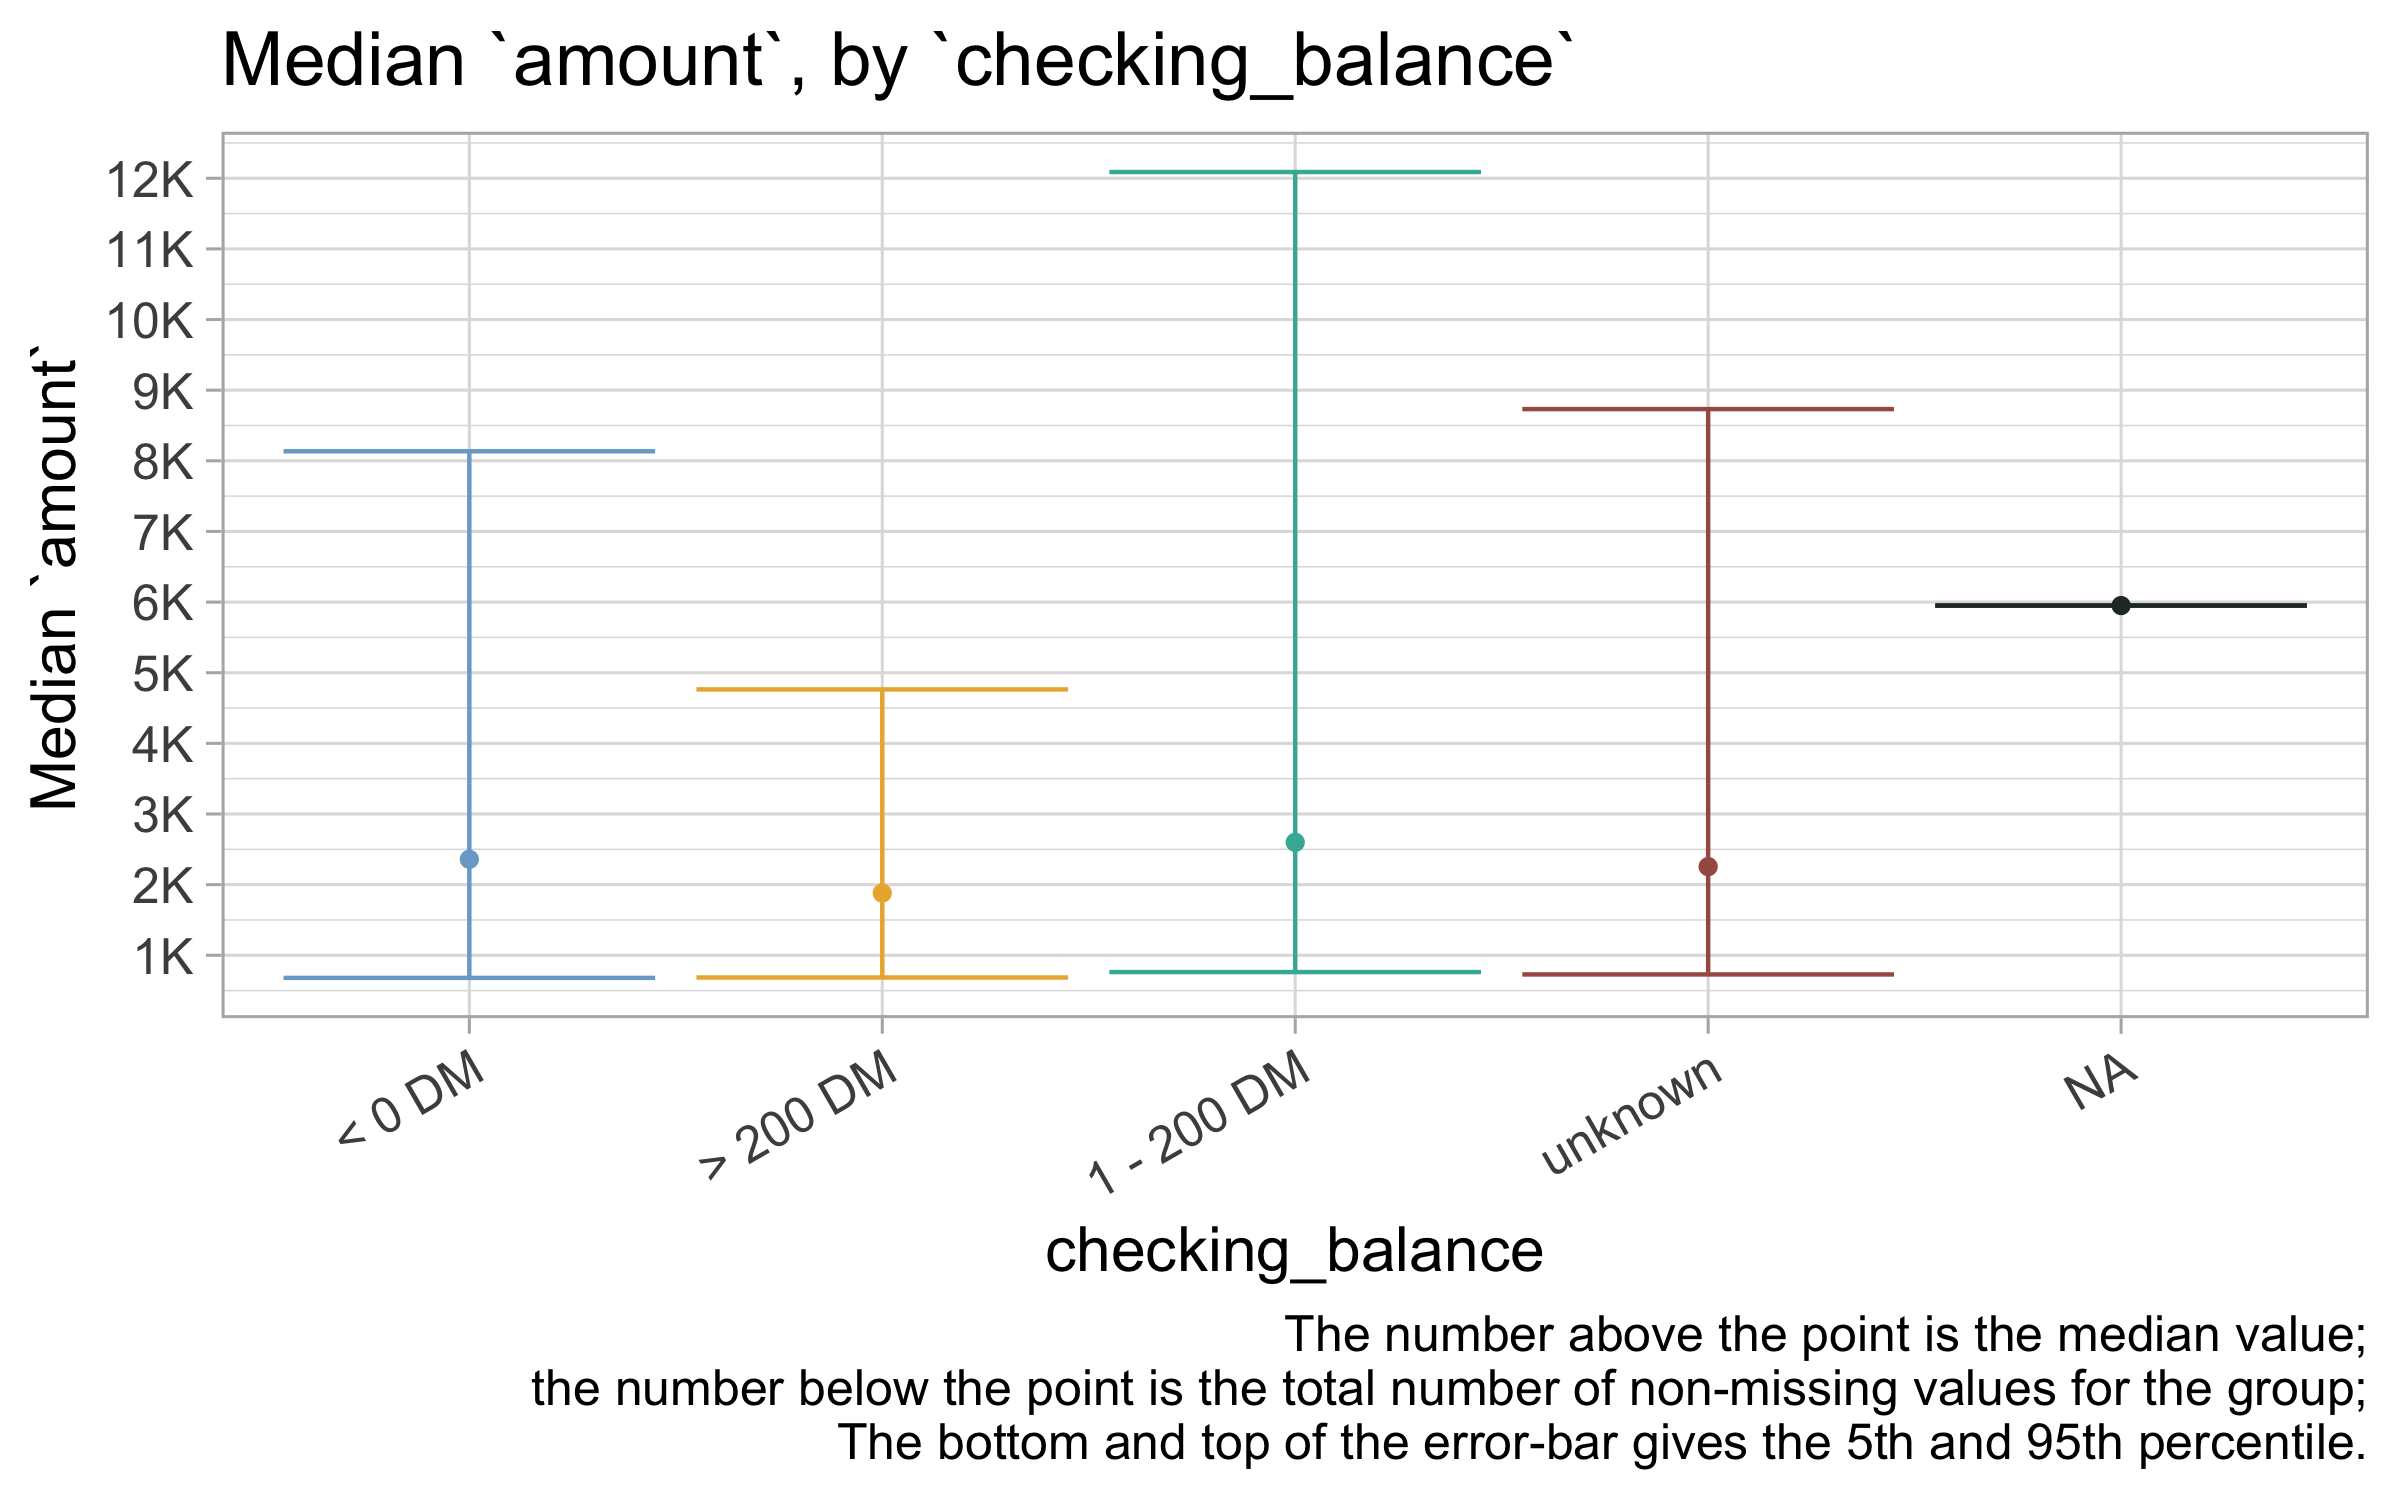 Median `amount`, by `checking_balance`
Median `amount`
12K
11K
10K
9K
8K
7K
6K
5K
4K
3K
2K
1K
< 0 DM
> 200 DM
1 - 200 DM
unknown
NA
checking_balance
The number above the point is the median value;
the number below the point is the total number of non-missing values for the group;
The bottom and top of the error-bar gives the 5th and 95th percentile.